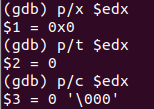 (gdb) p/x $edx
$1 = 0x0
(gdb) p/t $edx
$2 = 0
(gdb) p/c $edx
$3 = 0 '\000'